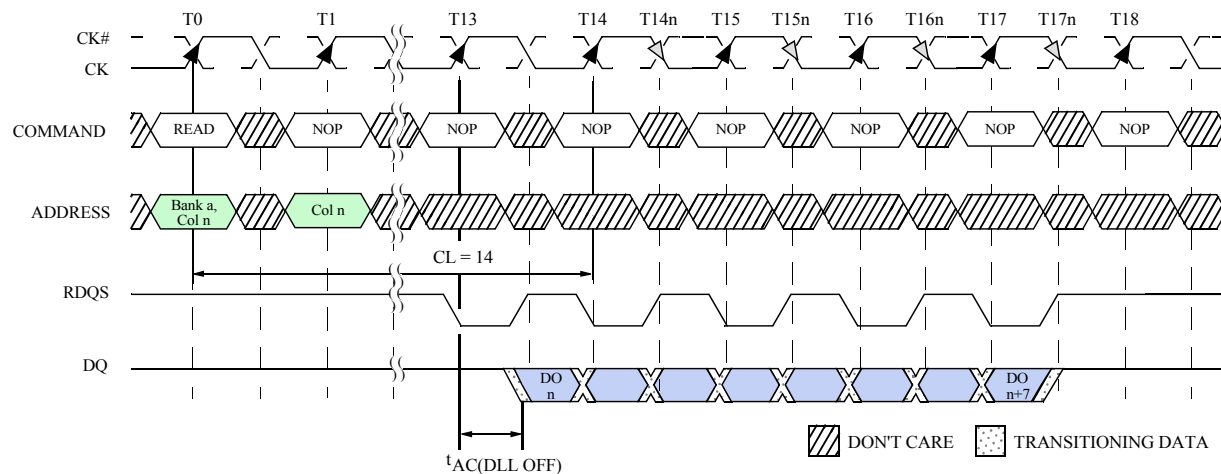 T0 T1 T13 T14 T14n T15 T15n T16 T16n T17 T17n T18
CK#
CK
COMMAND READ NOP NOP NOP NOP NOP NOP NOP
ADDRESS Bank a,
Col n Col n
CL = 14
RDQS
DQ DO
n DO
n+7
tAC(DLL OFF)
DON'T CARE TRANSITIONING DATA